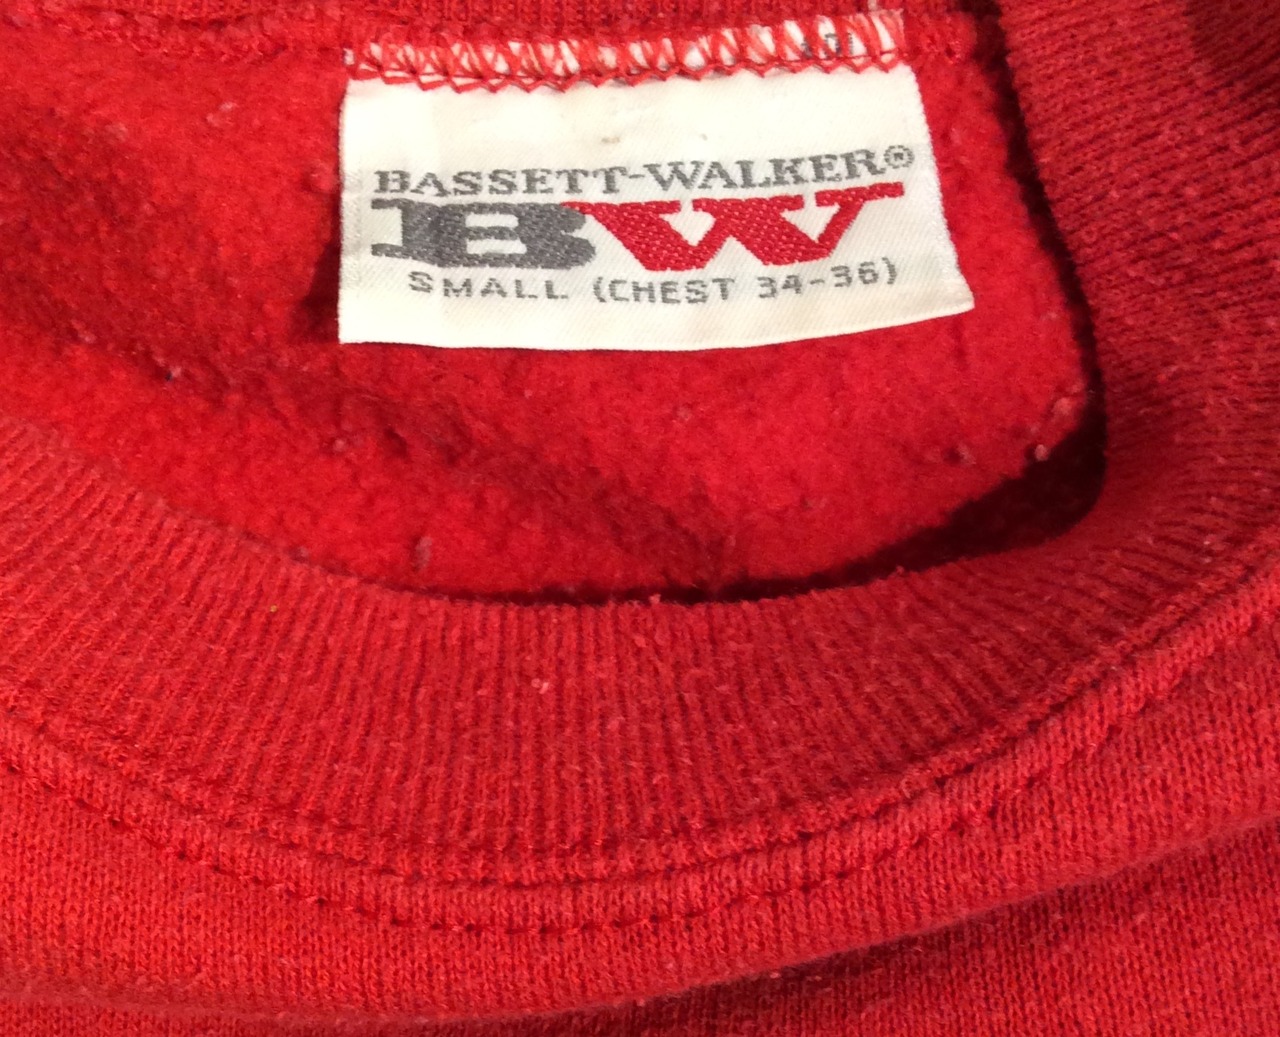 BASSETT-WALKER®
BW
SMALL (CHEST 34-36)